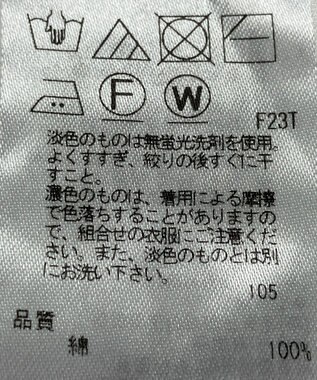 F W
F23T
淡色のものは無蛍光洗剤を使用。
よくすすぎ、絞りの後すぐに干
すこと。
濃色のものは、着用による摩擦
で色落ちすることがありますの
で、組合せの衣服にご注意くだ
さい。また、淡色のものとは別
にお洗い下さい。
105
品質
綿 100%